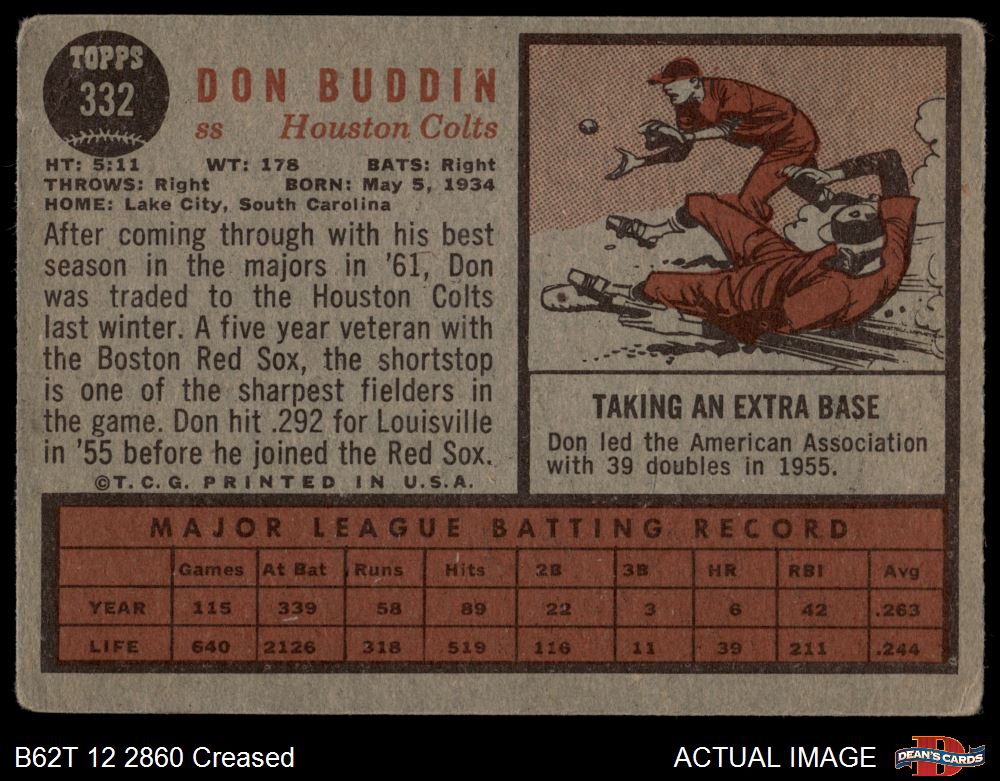 TOPPS
332
DON BUDDIN
SS Houston Colts
HT: 5:11 WT: 178 BATS: Right
THROWS: Right BORN: May 5, 1934
HOME: Lake City, South Carolina
After coming through with his best
season in the majors in '61, Don
was traded to the Houston Colts
last winter. A five year veteran with
the Boston Red Sox, the shortstop
is one of the sharpest fielders in
the game. Don hit .292 for Louisville
in '55 before he joined the Red Sox.
©T.C.G. PRINTED IN U.S.A.
TAKING AN EXTRA BASE
Don led the American Association
with 39 doubles in 1955.
MAJOR LEAGUE BATTING RECORD
Games At Bat Runs Hits 2B 3B HR RBI Avg
YEAR 115 339 58 89 22 3 6 42 .263
LIFE 640 2126 318 519 116 11 39 211 .244
B62T 12 2860 Creased ACTUAL IMAGE DEAN'S CARDS